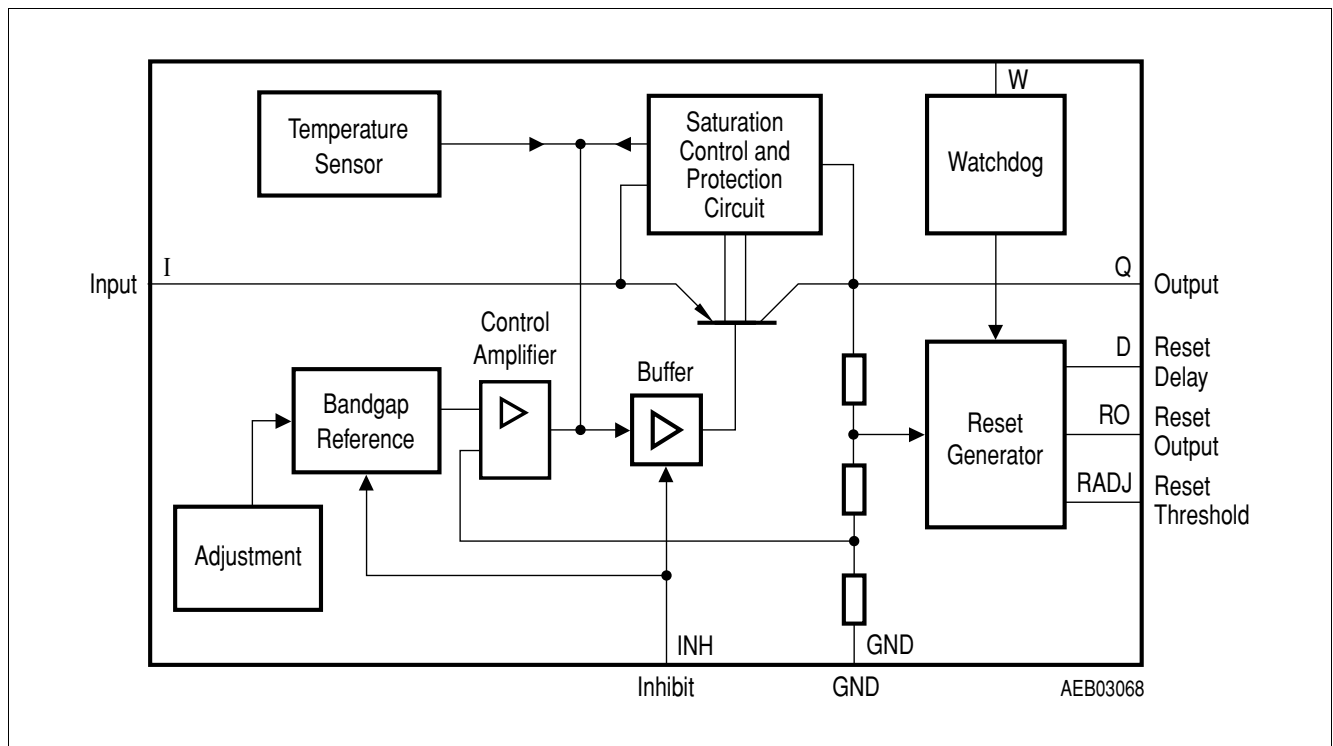 W
Temperature
Sensor
Saturation
Control and
Protection
Circuit
Watchdog
Input
I
Q
Output
Control
Amplifier
Buffer
Bandgap
Reference
Reset
Generator
D
Reset
Delay
RO
Reset
Output
RADJ
Reset
Threshold
Adjustment
INH
GND
Inhibit
GND
AEB03068